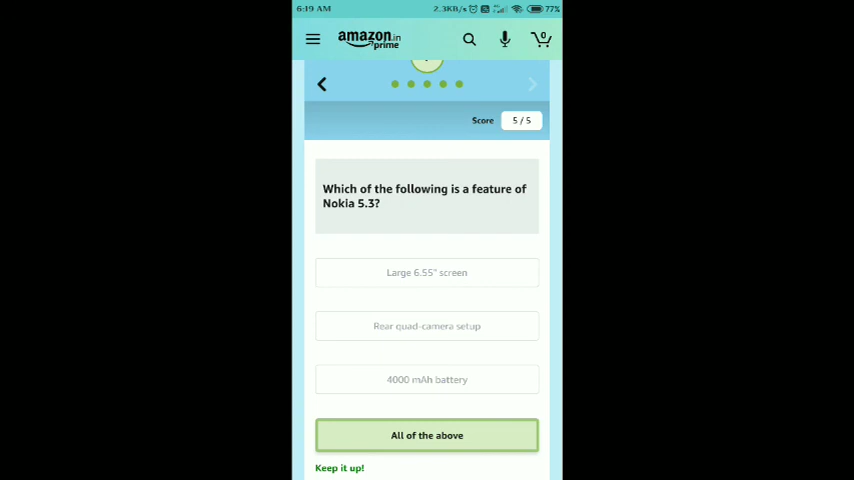 6:19 AM 2.3KB/s 77%
amazon.in 0
prime
Score 5 / 5
Which of the following is a feature of
Nokia 5.3?
Large 6.55" screen
Rear quad-camera setup
4000 mAh battery
All of the above
Keep it up!